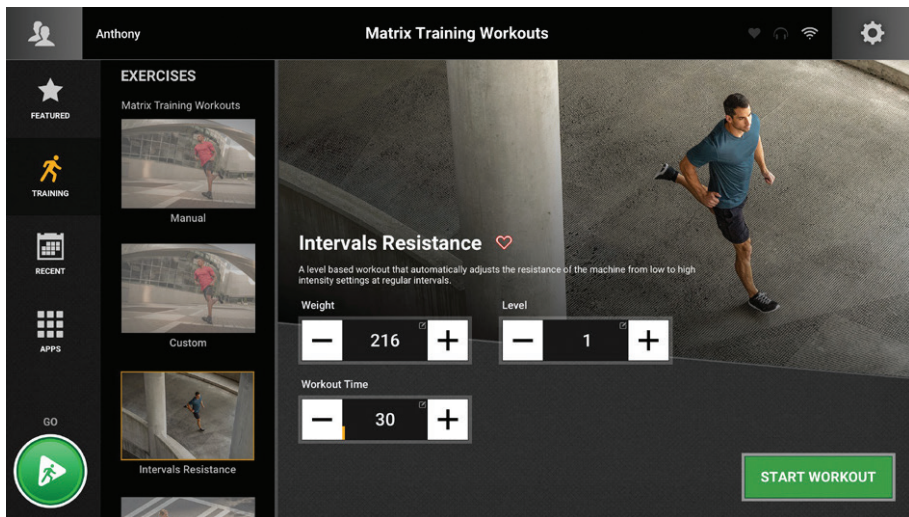 Anthony
Matrix Training Workouts
FEATURED
TRAINING
RECENT
APPS
GO
EXERCISES
Matrix Training Workouts
Manual
Custom
Intervals Resistance
Intervals Resistance
A level based workout that automatically adjusts the resistance of the machine from low to high
intensity settings at regular intervals.
Weight
Level
− 216 +
− 1 +
Workout Time
− 30 +
START WORKOUT